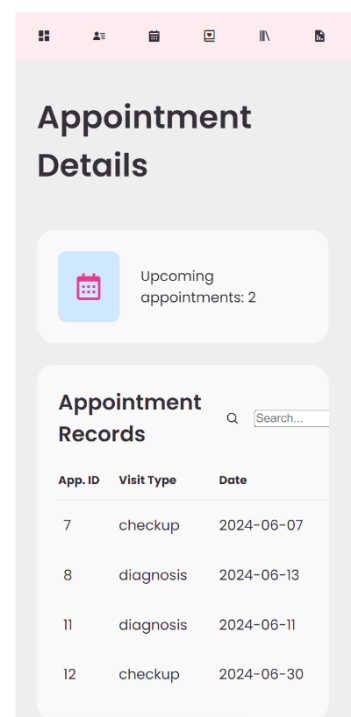 Appointment
Details
Upcoming
appointments: 2
Appointment
Records
Search...
App. ID Visit Type Date
7 checkup 2024-06-07
8 diagnosis 2024-06-13
11 diagnosis 2024-06-11
12 checkup 2024-06-30